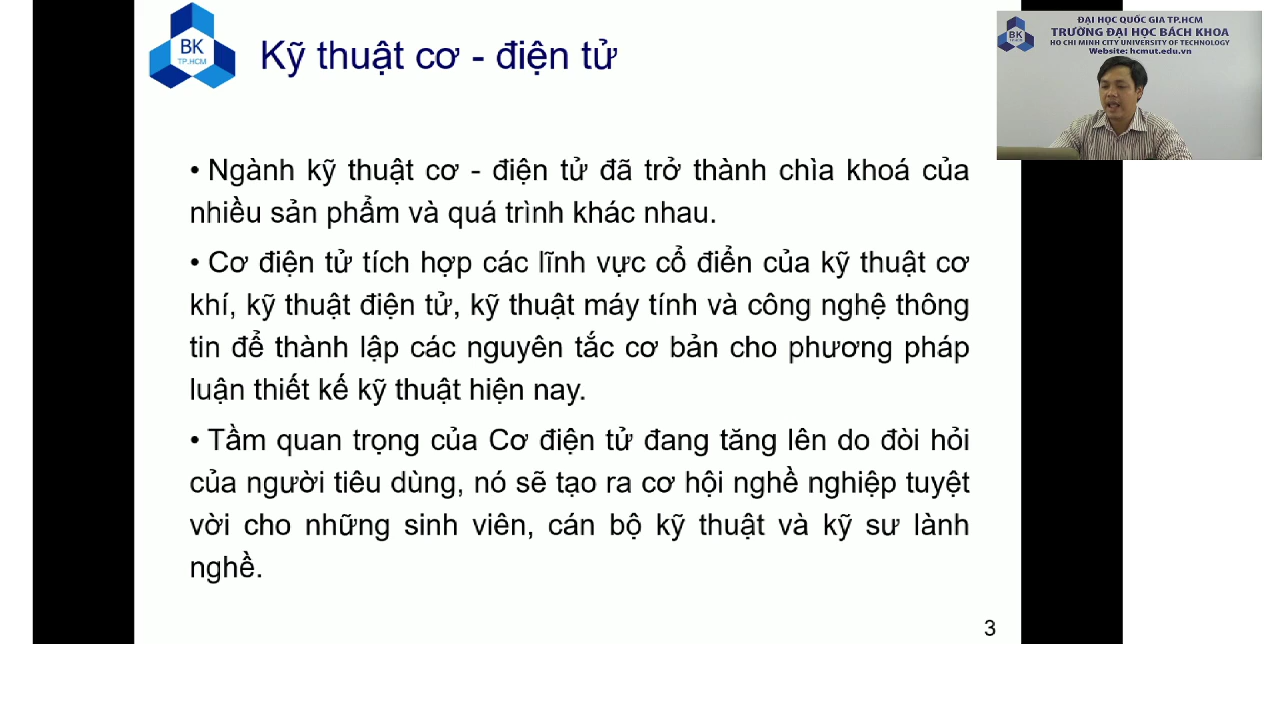 BK
TP.HCM
Kỹ thuật cơ - điện tử
ĐẠI HỌC QUỐC GIA TP.HCM
TRƯỜNG ĐẠI HỌC BÁCH KHOA
HO CHI MINH CITY UNIVERSITY OF TECHNOLOGY
Website: hcmut.edu.vn
BK
• Ngành kỹ thuật cơ - điện tử đã trở thành chìa khoá của
nhiều sản phẩm và quá trình khác nhau.
• Cơ điện tử tích hợp các lĩnh vực cổ điển của kỹ thuật cơ
khí, kỹ thuật điện tử, kỹ thuật máy tính và công nghệ thông
tin để thành lập các nguyên tắc cơ bản cho phương pháp
luận thiết kế kỹ thuật hiện nay.
• Tầm quan trọng của Cơ điện tử đang tăng lên do đòi hỏi
của người tiêu dùng, nó sẽ tạo ra cơ hội nghề nghiệp tuyệt
vời cho những sinh viên, cán bộ kỹ thuật và kỹ sư lành
nghề.
3